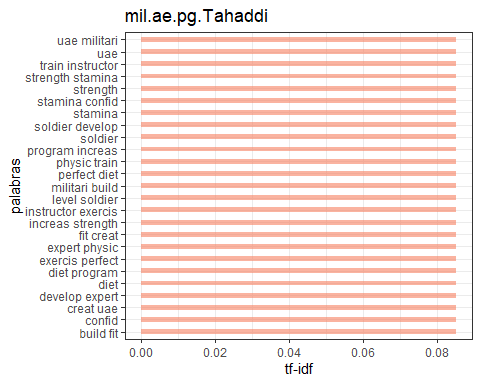 mil.ae.pg.Tahaddi
uae militari
uae
train instructor
strength stamina
strength
stamina confid
stamina
soldier develop
soldier
program increas
physic train
perfect diet
militari build
level soldier
instructor exercis
increas strength
fit creat
expert physic
exercis perfect
diet program
diet
develop expert
creat uae
confid
build fit
palabras
0.00 0.02 0.04 0.06 0.08
tf-idf